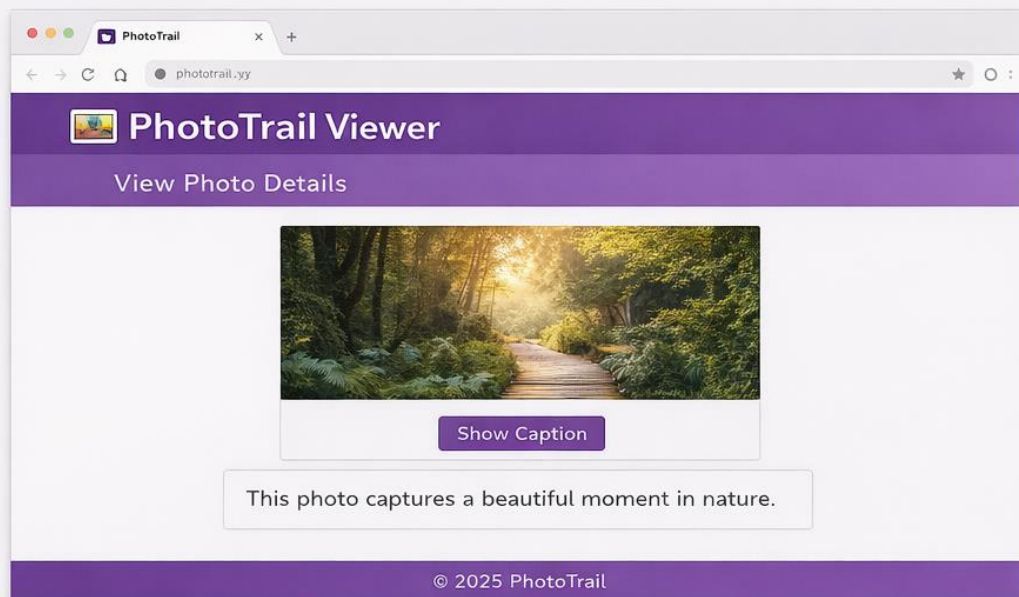 PhotoTrail
phototrail.yy
PhotoTrail Viewer
View Photo Details
Show Caption
This photo captures a beautiful moment in nature.
© 2025 PhotoTrail